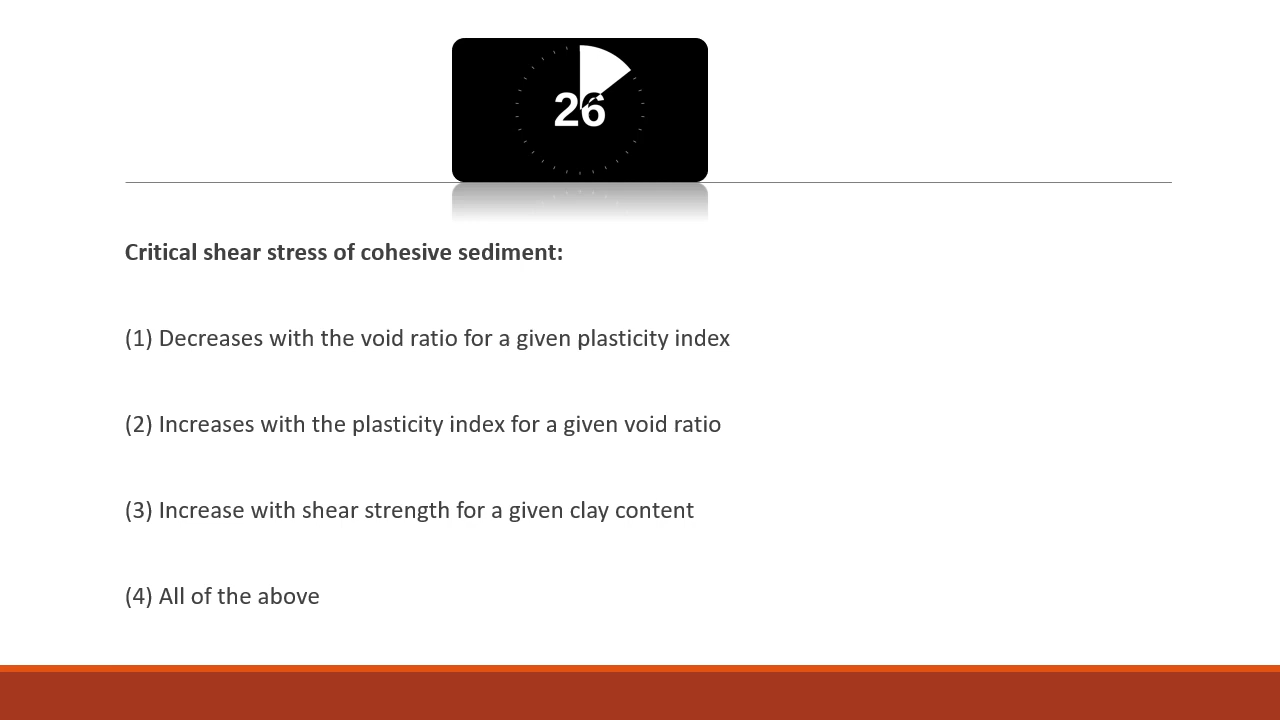 26
Critical shear stress of cohesive sediment:
(1) Decreases with the void ratio for a given plasticity index
(2) Increases with the plasticity index for a given void ratio
(3) Increase with shear strength for a given clay content
(4) All of the above